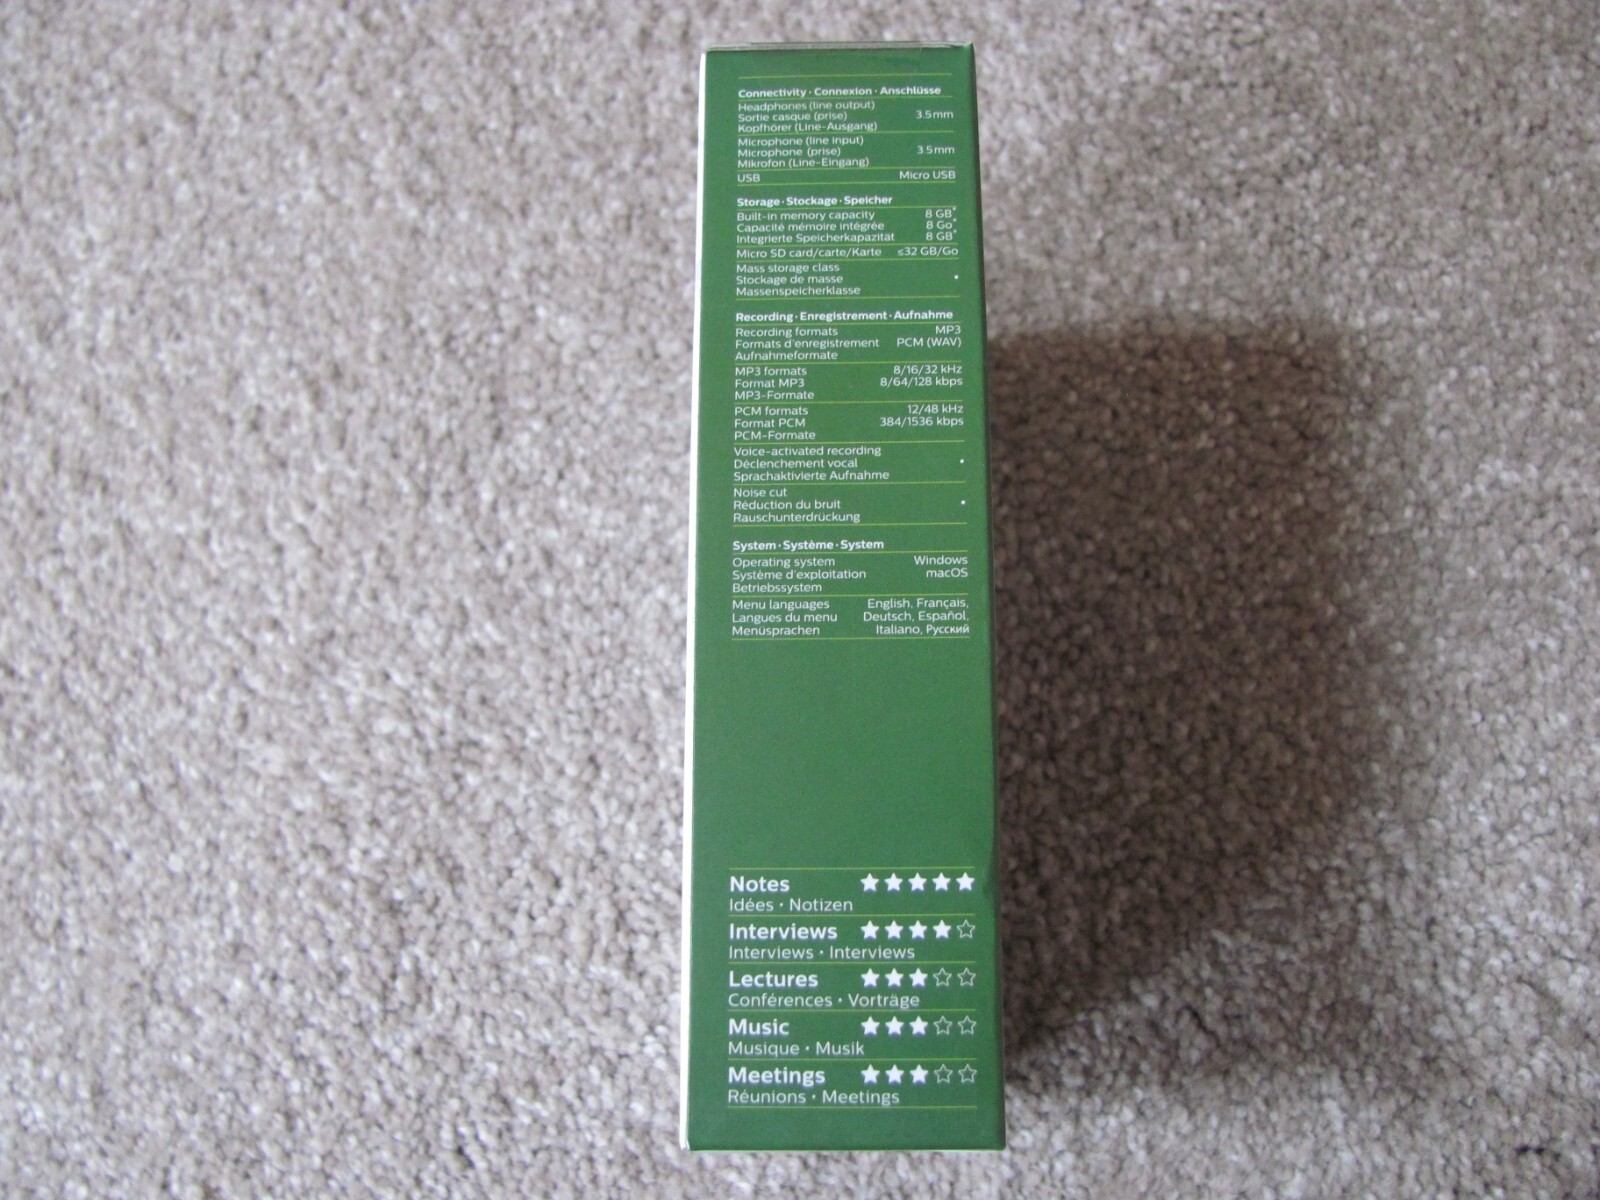 Connectivity · Connexion · Anschlüsse
Headphones (line output)
Sortie casque (prise) 3.5mm
Kopfhörer (Line-Ausgang)
Microphone (line input)
Microphone (prise) 3.5mm
Mikrofon (Line-Eingang)
USB Micro USB
Storage · Stockage · Speicher
Built-in memory capacity 8 GB*
Capacité mémoire intégrée 8 Go*
Integrierte Speicherkapazität 8 GB*
Micro SD card/carte/Karte ≤32 GB/Go
Mass storage class
Stockage de masse •
Massenspeicherklasse
Recording · Enregistrement · Aufnahme
Recording formats MP3
Formats d'enregistrement PCM (WAV)
Aufnahmeformate
MP3 formats 8/16/32 kHz
Format MP3 8/64/128 kbps
MP3-Formate
PCM formats 12/48 kHz
Format PCM 384/1536 kbps
PCM-Formate
Voice-activated recording
Déclenchement vocal •
Sprachaktivierte Aufnahme
Noise cut
Réduction du bruit •
Rauschunterdrückung
System · Système · System
Operating system Windows
Système d'exploitation macOS
Betriebssystem
Menu languages English, Français,
Langues du menu Deutsch, Español,
Menüsprachen Italiano, Русский
Notes ★★★★★
Idées • Notizen
Interviews ★★★★☆
Interviews • Interviews
Lectures ★★★☆☆
Conférences • Vorträge
Music ★★★☆☆
Musique • Musik
Meetings ★★★☆☆
Réunions • Meetings